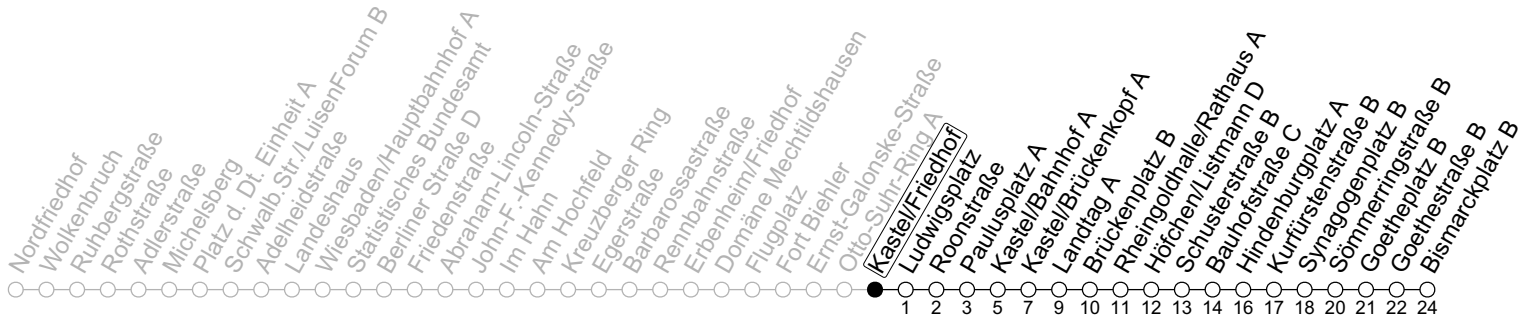 Nordfriedhof
Wolkenbruch
Ruhbergstraße
Rothstraße
Adlerstraße
Michelsberg
Platz d. Dt. Einheit A
Schwalb.Str./LuisenForum B
Adelheidstraße
Landeshaus
Wiesbaden/Hauptbahnhof A
Statistisches Bundesamt
Berliner Straße D
Friedenstraße
Abraham-Lincoln-Straße
John-F.-Kennedy-Straße
Im Hahn
Am Hochfeld
Kreuzberger Ring
Egerstraße
Barbarossastraße
Rennbahnstraße
Erbenheim/Friedhof
Domäne Mechtildshausen
Flugplatz
Fort Biehler
Ernst-Galonske-Straße
Otto-Suhr-Ring A
Kastel/Friedhof
Ludwigsplatz
Roonstraße
Paulusplatz A
Kastel/Bahnhof A
Kastel/Brückenkopf A
Landtag A
Brückenplatz B
Rheingoldhalle/Rathaus A
Höfchen/Listmann D
Schusterstraße B
Bauhofstraße C
Hindenburgplatz A
Kurfürstenstraße B
Synagogenplatz B
Sömmerringstraße B
Goetheplatz B
Goethestraße B
Bismarckplatz B
1 2 3 5 7 9 10 11 12 13 14 16 17 18 20 21 22 24